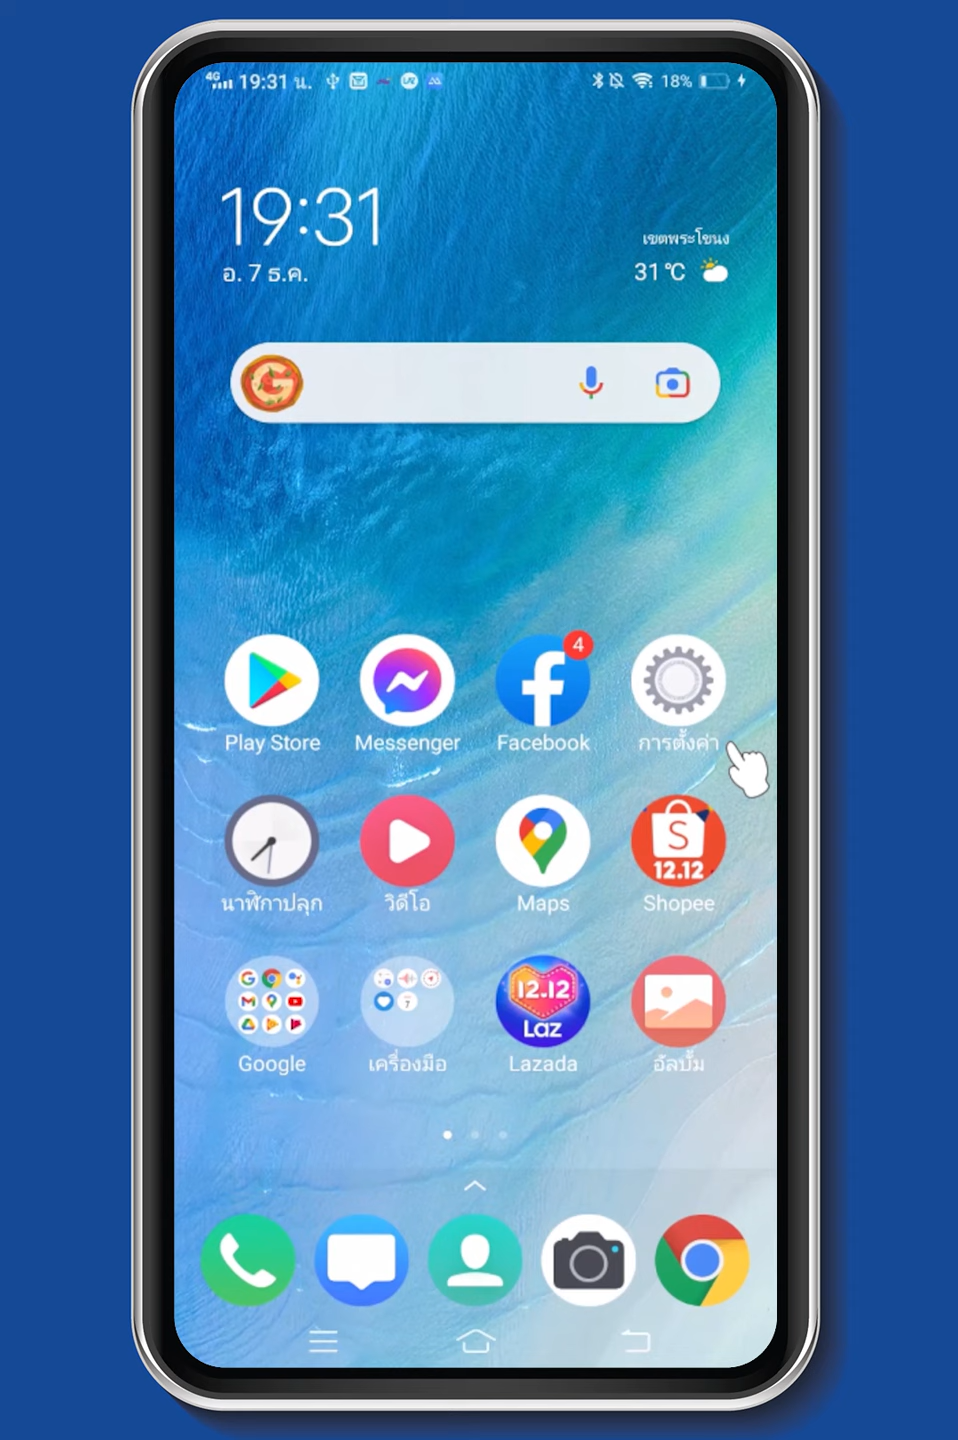 4G 19:31 น. 18%
19:31
อ. 7 ธ.ค.
เขตพระโขนง
31°C
Play Store Messenger Facebook 4 การตั้งค่า
นาฬิกาปลุก วิดีโอ Maps S 12.12 Shopee
Google 7 เครื่องมือ 12.12 Laz Lazada อัลบั้ม